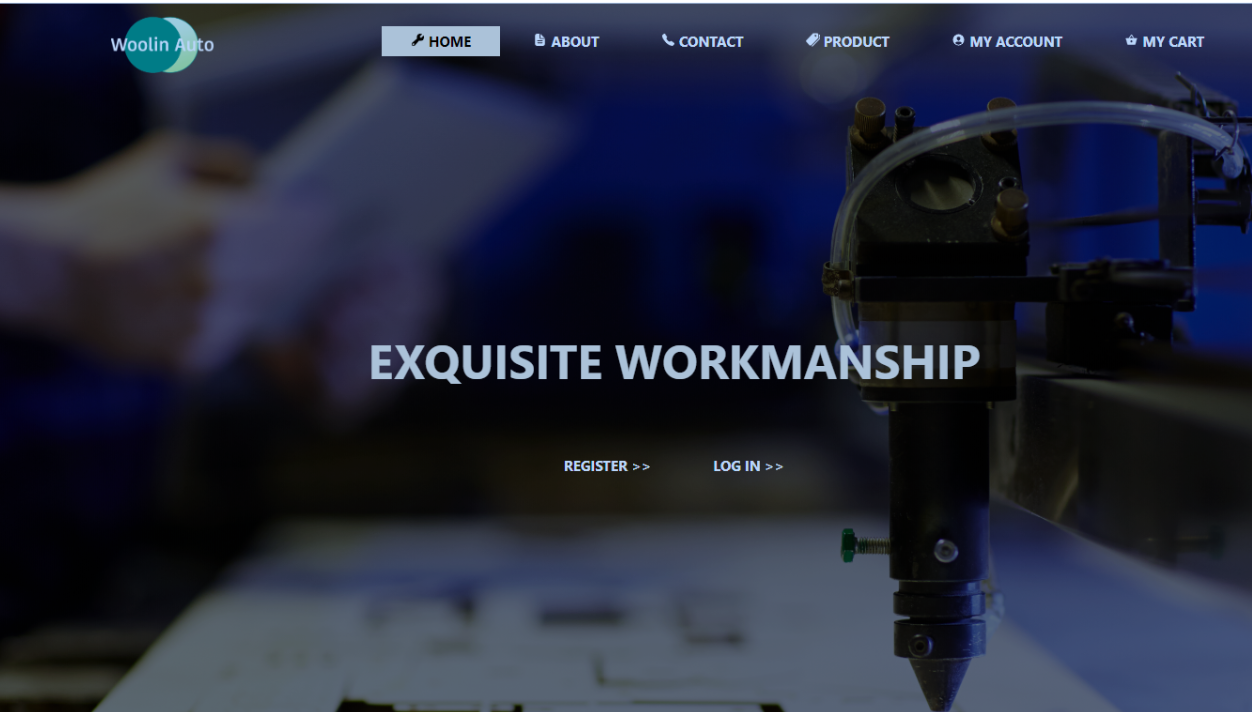 Woolin Auto
HOME
ABOUT
CONTACT
PRODUCT
MY ACCOUNT
MY CART
EXQUISITE WORKMANSHIP
REGISTER >>
LOG IN >>